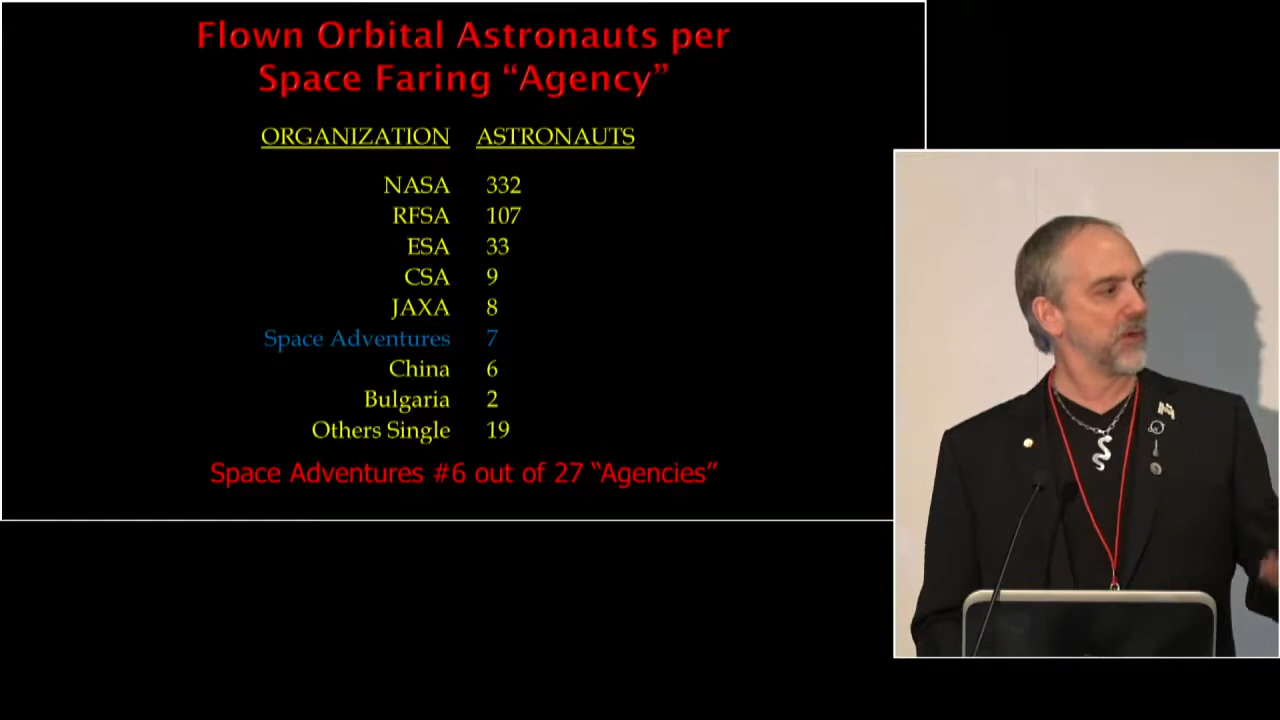 Flown Orbital Astronauts per
Space Faring “Agency”
ORGANIZATION ASTRONAUTS
NASA 332
RFSA 107
ESA 33
CSA 9
JAXA 8
Space Adventures 7
China 6
Bulgaria 2
Others Single 19
Space Adventures #6 out of 27 “Agencies”